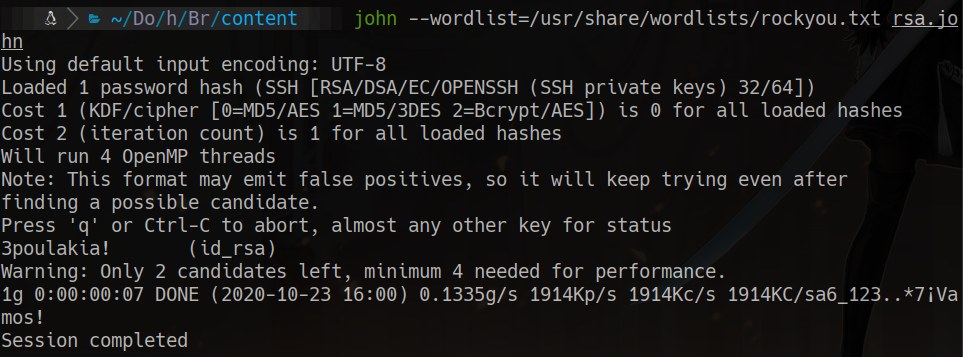 ~/Do/h/Br/content john --wordlist=/usr/share/wordlists/rockyou.txt rsa.jo
hn
Using default input encoding: UTF-8
Loaded 1 password hash (SSH [RSA/DSA/EC/OPENSSH (SSH private keys) 32/64])
Cost 1 (KDF/cipher [0=MD5/AES 1=MD5/3DES 2=Bcrypt/AES]) is 0 for all loaded hashes
Cost 2 (iteration count) is 1 for all loaded hashes
Will run 4 OpenMP threads
Note: This format may emit false positives, so it will keep trying even after
finding a possible candidate.
Press 'q' or Ctrl-C to abort, almost any other key for status
3poulakia!       (id_rsa)
Warning: Only 2 candidates left, minimum 4 needed for performance.
1g 0:00:00:07 DONE (2020-10-23 16:00) 0.1335g/s 1914Kp/s 1914Kc/s 1914KC/sa6_123..*7¡Va
mos!
Session completed